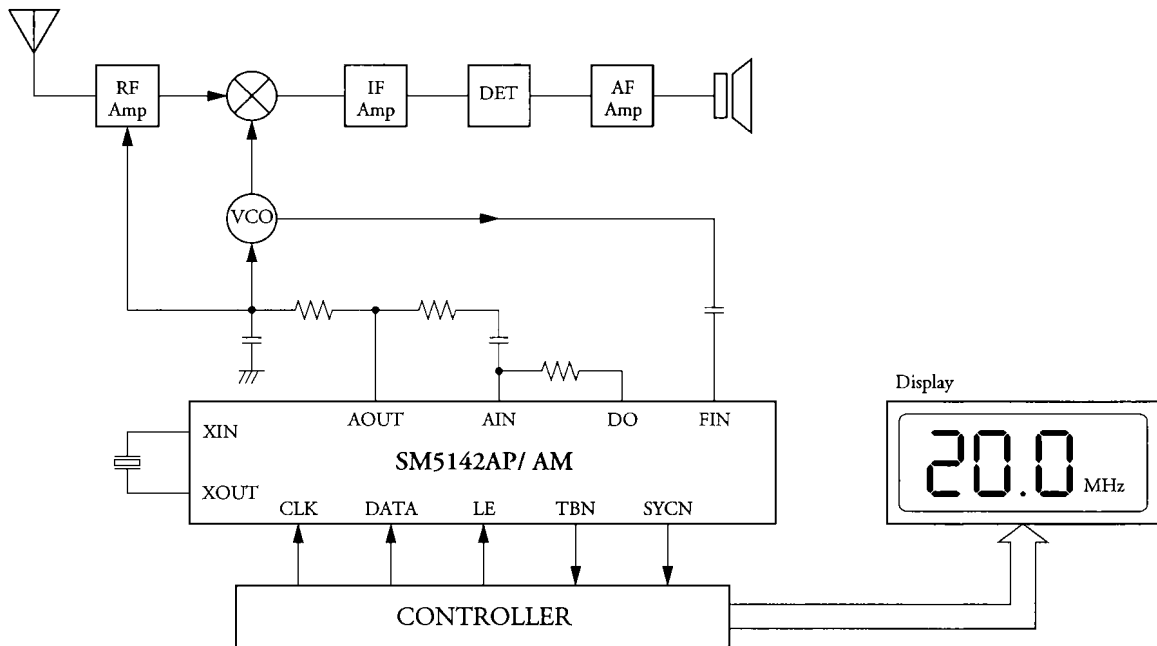 RF
Amp
IF
Amp
DET
AF
Amp
VCO
Display
20.0 MHz
AOUT AIN DO FIN
XIN
SM5142AP/ AM
XOUT
CLK DATA LE TBN SYCN
CONTROLLER